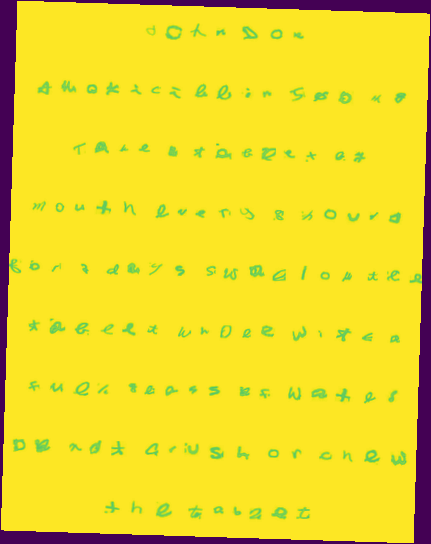 John
Amoxicillin 500 mg
Take 1 tablet by
mouth every 8 hours
for 7 days swallow the
tablet whole with a
full glass of water
Do not crush or chew
the tablet